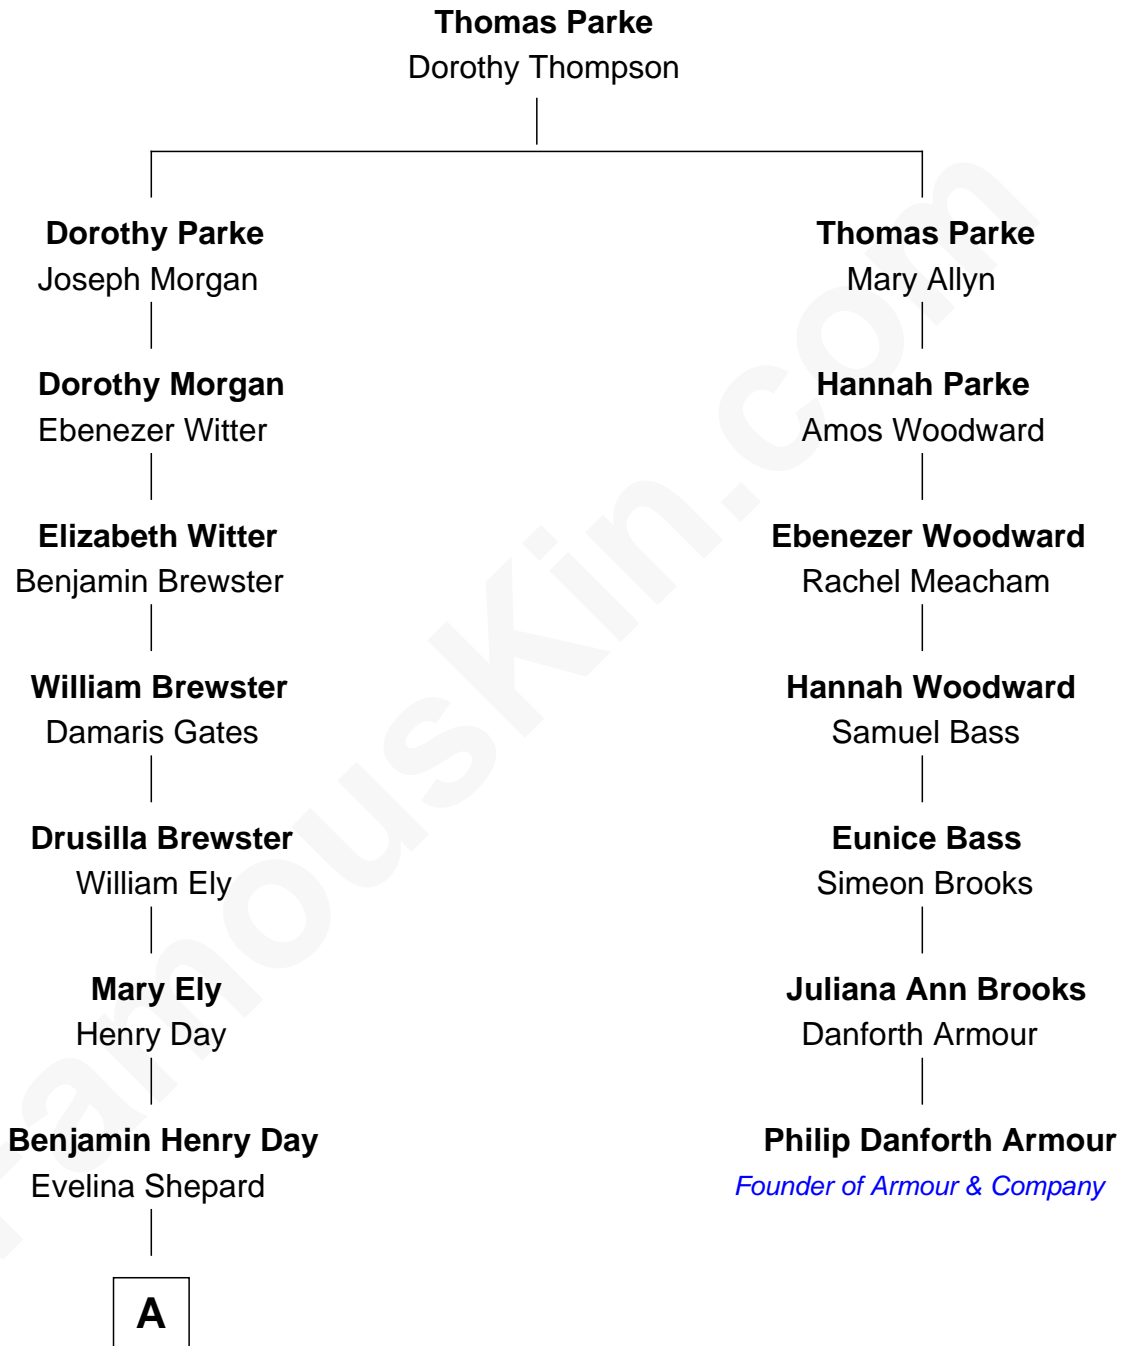 Thomas Parke
Dorothy Thompson
Dorothy Parke
Joseph Morgan
Thomas Parke
Mary Allyn
Dorothy Morgan
Ebenezer Witter
Hannah Parke
Amos Woodward
Elizabeth Witter
Benjamin Brewster
Ebenezer Woodward
Rachel Meacham
William Brewster
Damaris Gates
Hannah Woodward
Samuel Bass
Drusilla Brewster
William Ely
Eunice Bass
Simeon Brooks
Mary Ely
Henry Day
Juliana Ann Brooks
Danforth Armour
Benjamin Henry Day
Evelina Shepard
Philip Danforth Armour
Founder of Armour & Company
A
FamousKin.com